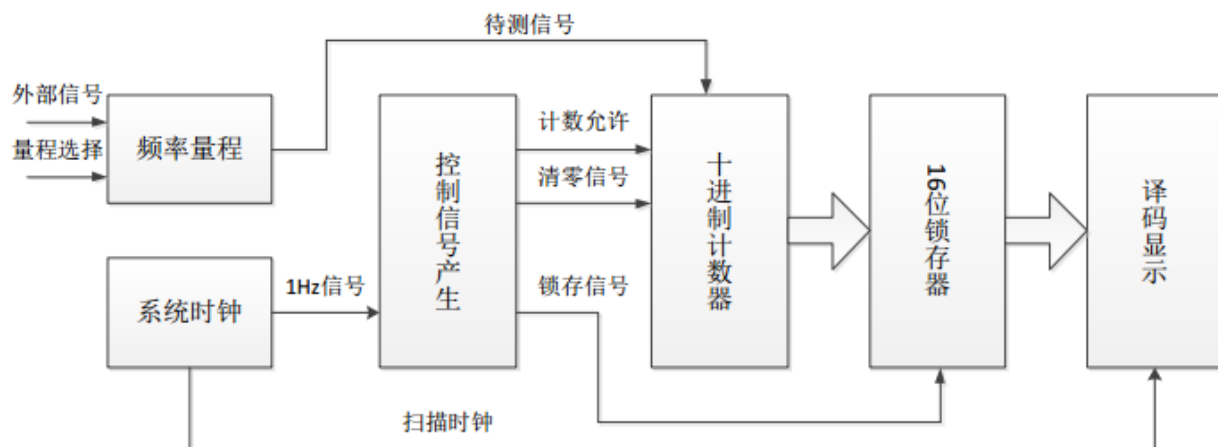 待测信号
外部信号
量程选择
频率量程
控制信号产生
计数允许
清零信号
十进制计数器
16位锁存器
译码显示
系统时钟
1Hz信号
锁存信号
扫描时钟